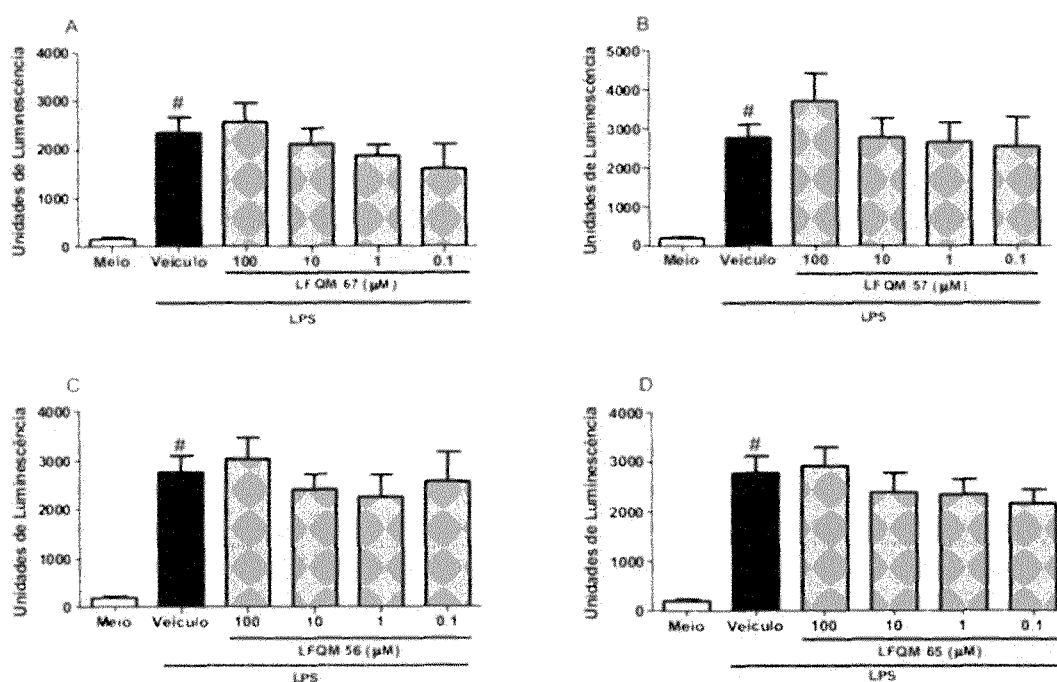 A
Unidades de Luminescência
4000
3000
2000
1000
0
#
Meio Veículo 100 10 1 0.1
LFQM 67 (µM)
LPS
B
Unidades de Luminescência
5000
4000
3000
2000
1000
0
#
Meio Veículo 100 10 1 0.1
LFQM 57 (µM)
LPS
C
Unidades de Luminescência
4000
3000
2000
1000
0
#
Meio Veículo 100 10 1 0.1
LFQM 56 (µM)
LPS
D
Unidades de Luminescência
4000
3000
2000
1000
0
#
Meio Veículo 100 10 1 0.1
LFQM 65 (µM)
LPS